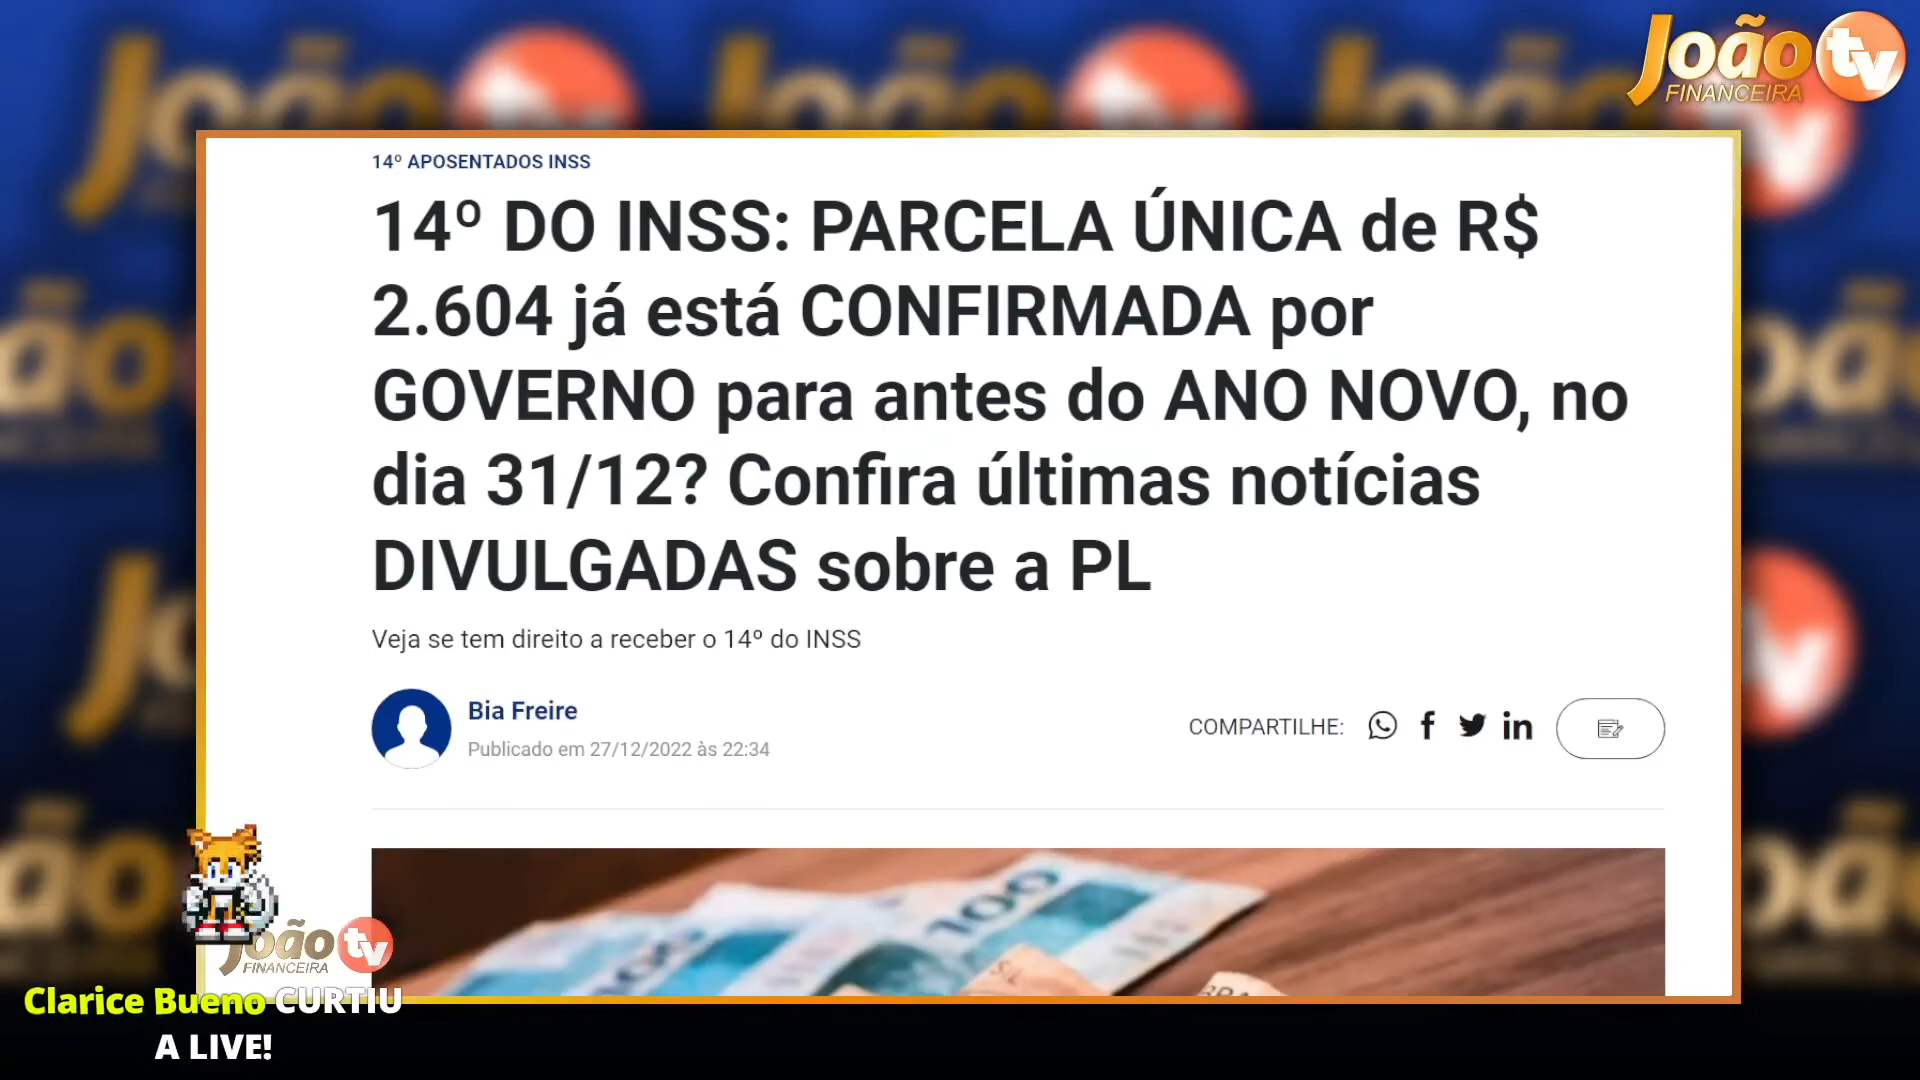 João tv
FINANCEIRA
14º APOSENTADOS INSS
14º DO INSS: PARCELA ÚNICA de R$
2.604 já está CONFIRMADA por
GOVERNO para antes do ANO NOVO, no
dia 31/12? Confira últimas notícias
DIVULGADAS sobre a PL
Veja se tem direito a receber o 14º do INSS
Bia Freire
Publicado em 27/12/2022 às 22:34
COMPARTILHE:
100
João tv
FINANCEIRA
Clarice Bueno CURTIU
A LIVE!